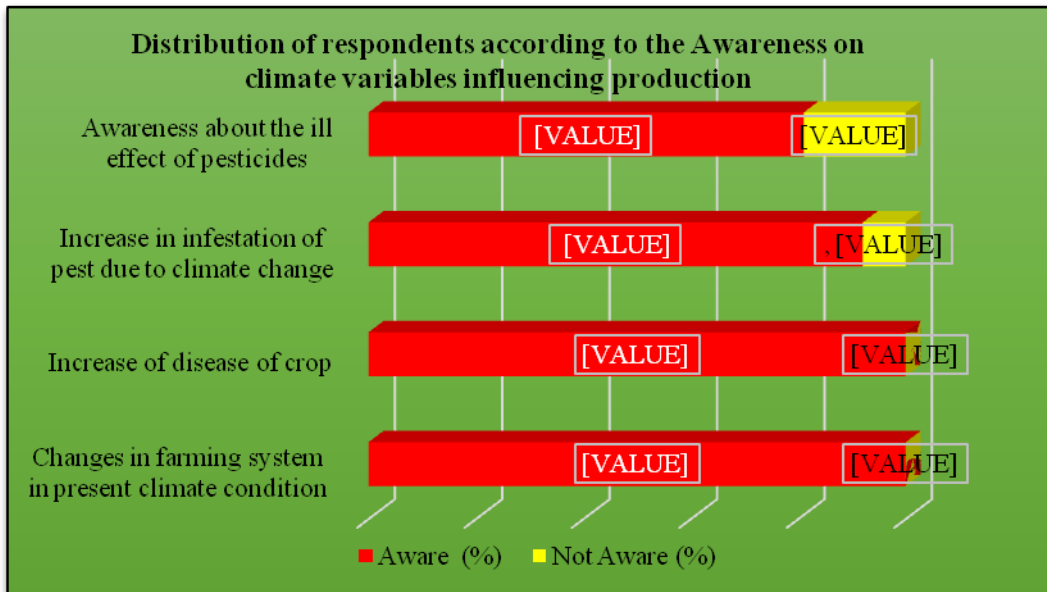 Distribution of respondents according to the Awareness on
climate variables influencing production
Awareness about the ill
effect of pesticides
[VALUE]
[VALUE]
Increase in infestation of
pest due to climate change
[VALUE]
, [VALUE]
Increase of disease of crop
[VALUE]
[VALUE]
Changes in farming system
in present climate condition
[VALUE]
[VALUE]
Aware (%)
Not Aware (%)